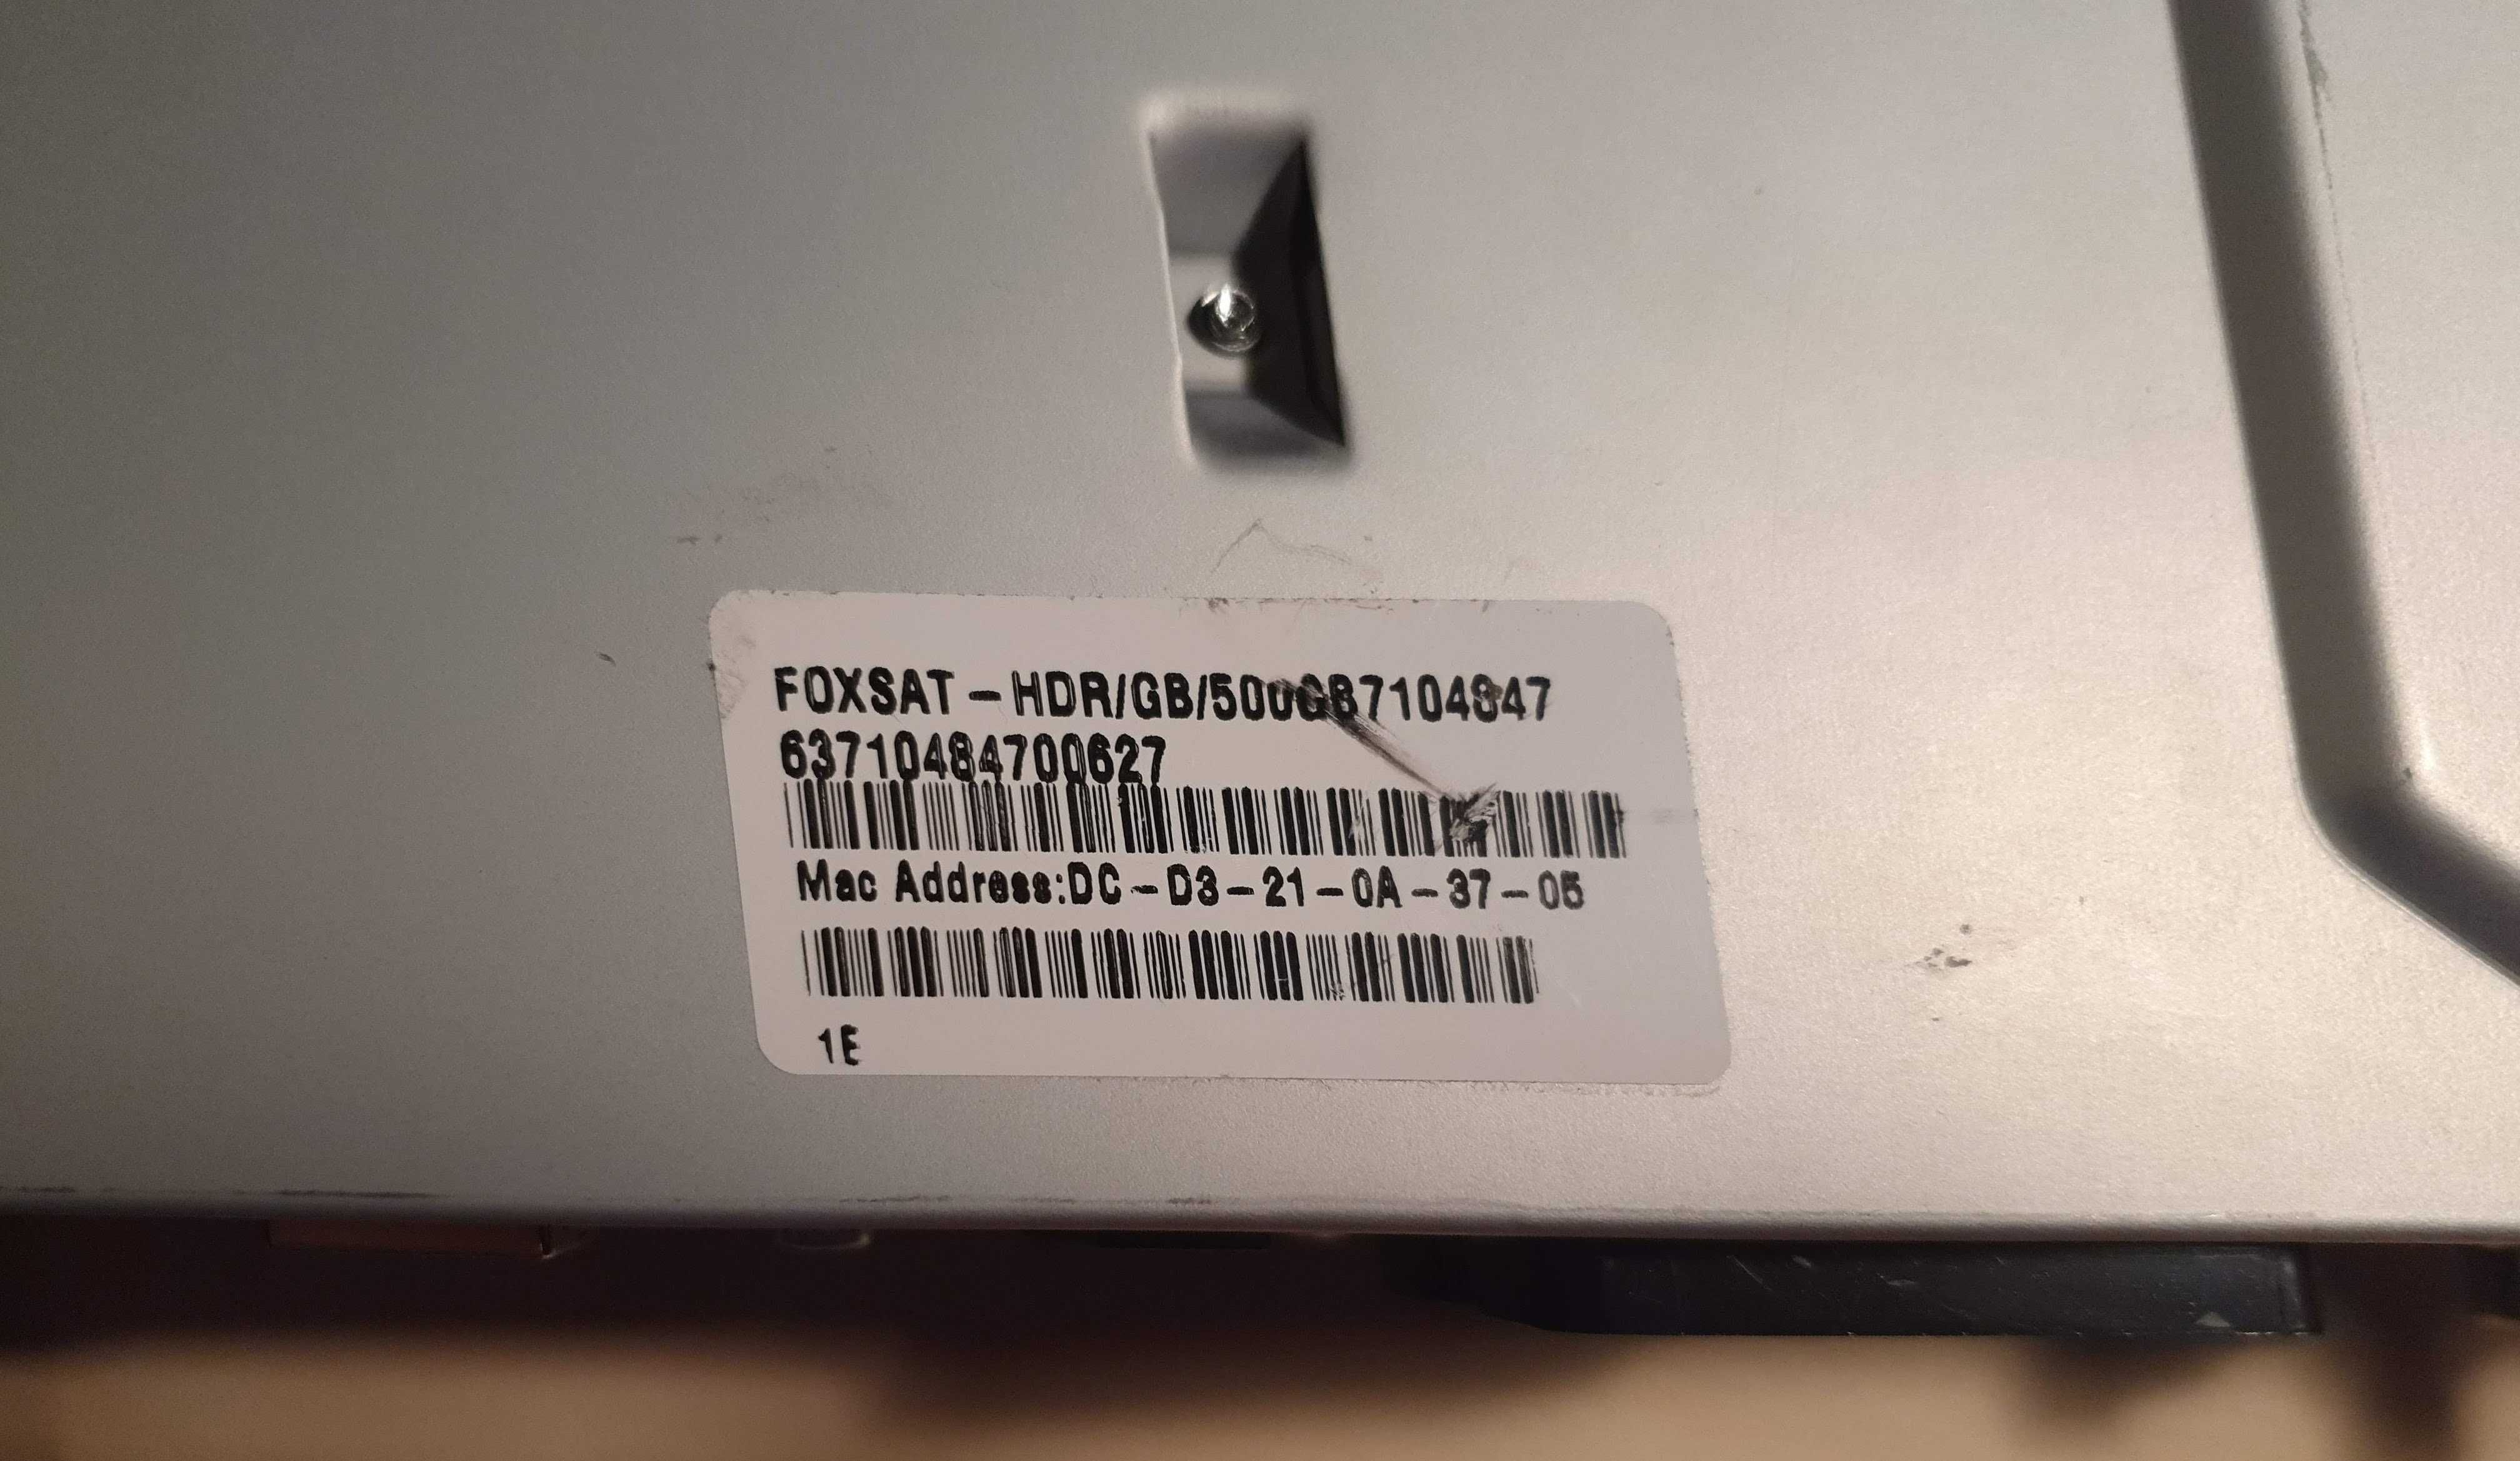 FOXSAT-HDR/GB/500GB7104847
63710484700627
Mac Address:DC-D3-21-0A-37-05
1E